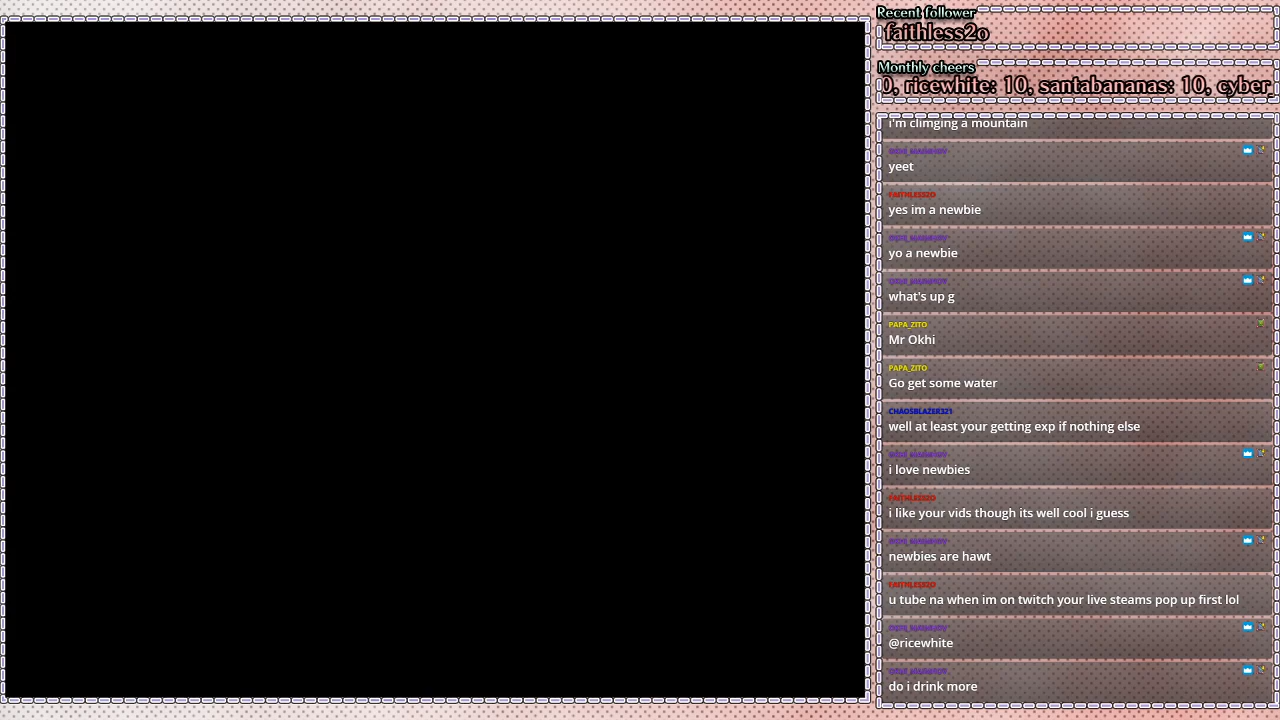 Recent follower
faithless2o
Monthly cheers
0, ricewhite: 10, santabananas: 10, cyber_
i'm climging a mountain
yeet
FAITHLESS2O
yes im a newbie
yo a newbie
what's up g
PAPA_ZITO
Mr Okhi
PAPA_ZITO
Go get some water
CHAOSBLAZER321
well at least your getting exp if nothing else
i love newbies
FAITHLESS2O
i like your vids though its well cool i guess
newbies are hawt
FAITHLESS2O
u tube na when im on twitch your live steams pop up first lol
@ricewhite
do i drink more